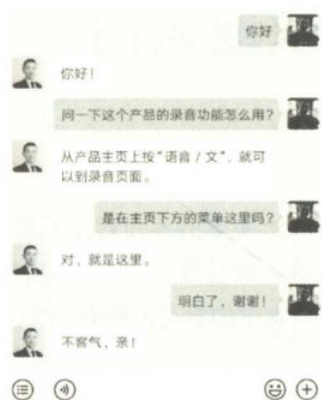 你好
你好！
问一下这个产品的录音功能怎么用？
从产品主页上按“语音 / 文”，就可
以到录音页面。
是在主页下方的菜单这里吗？
对，就是这里。
明白了，谢谢！
不客气，亲！